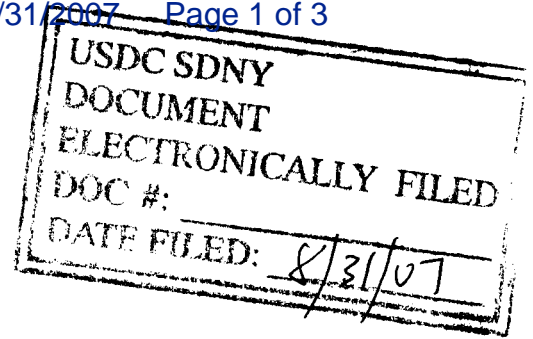 /31/2007 Page 1 of 3
USDC SDNY
DOCUMENT
ELECTRONICALLY FILED
DOC #:
DATE FILED: 8/31/07